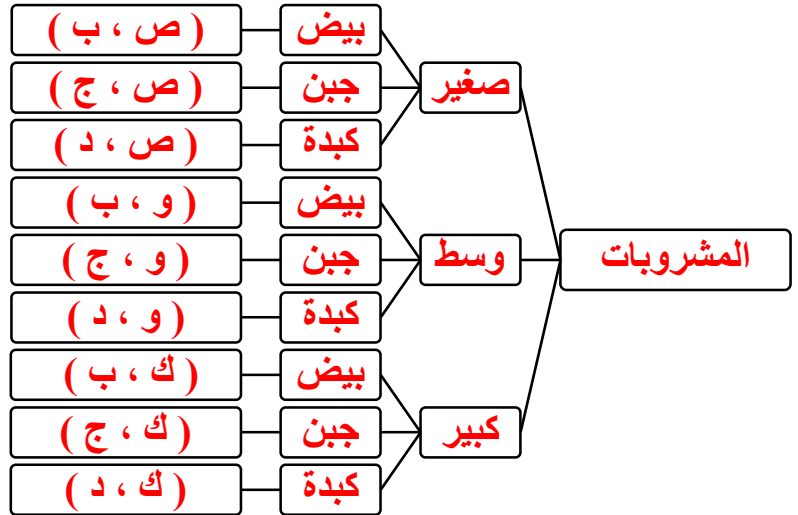 المشروبات
صغير
بيض
( ص ، ب )
جبن
( ص ، ج )
كبدة
( ص ، د )
وسط
بيض
( و ، ب )
جبن
( و ، ج )
كبدة
( و ، د )
كبير
بيض
( ك ، ب )
جبن
( ك ، ج )
كبدة
( ك ، د )